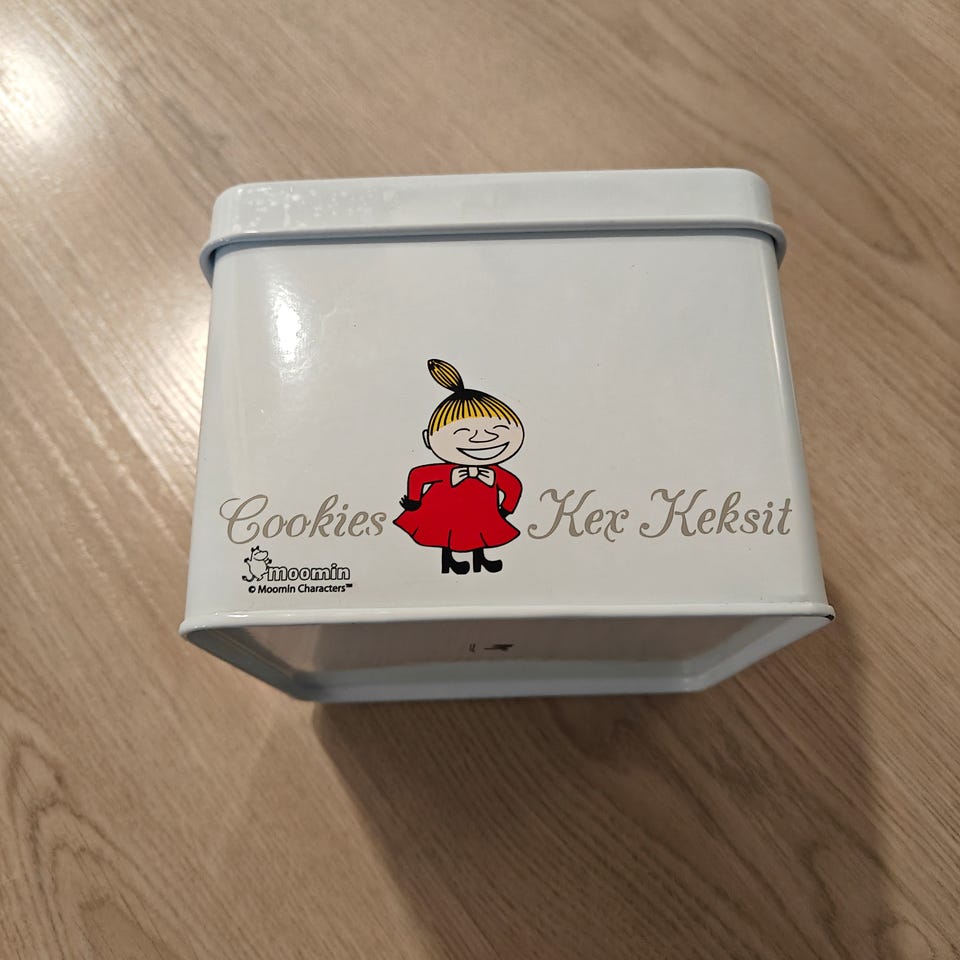 Cookies Kex Keksit
moomin
© Moomin Characters™